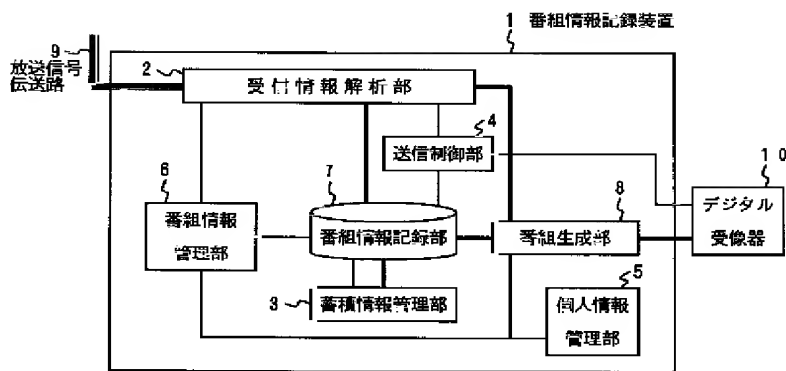 1 番組情報記録装置
9
放送信号
伝送路
2
受信情報解析部
4
送信制御部
10
デジタル
受像器
6
番組情報
管理部
7
番組情報記録部
8
番組生成部
3
蓄積情報管理部
5
個人情報
管理部